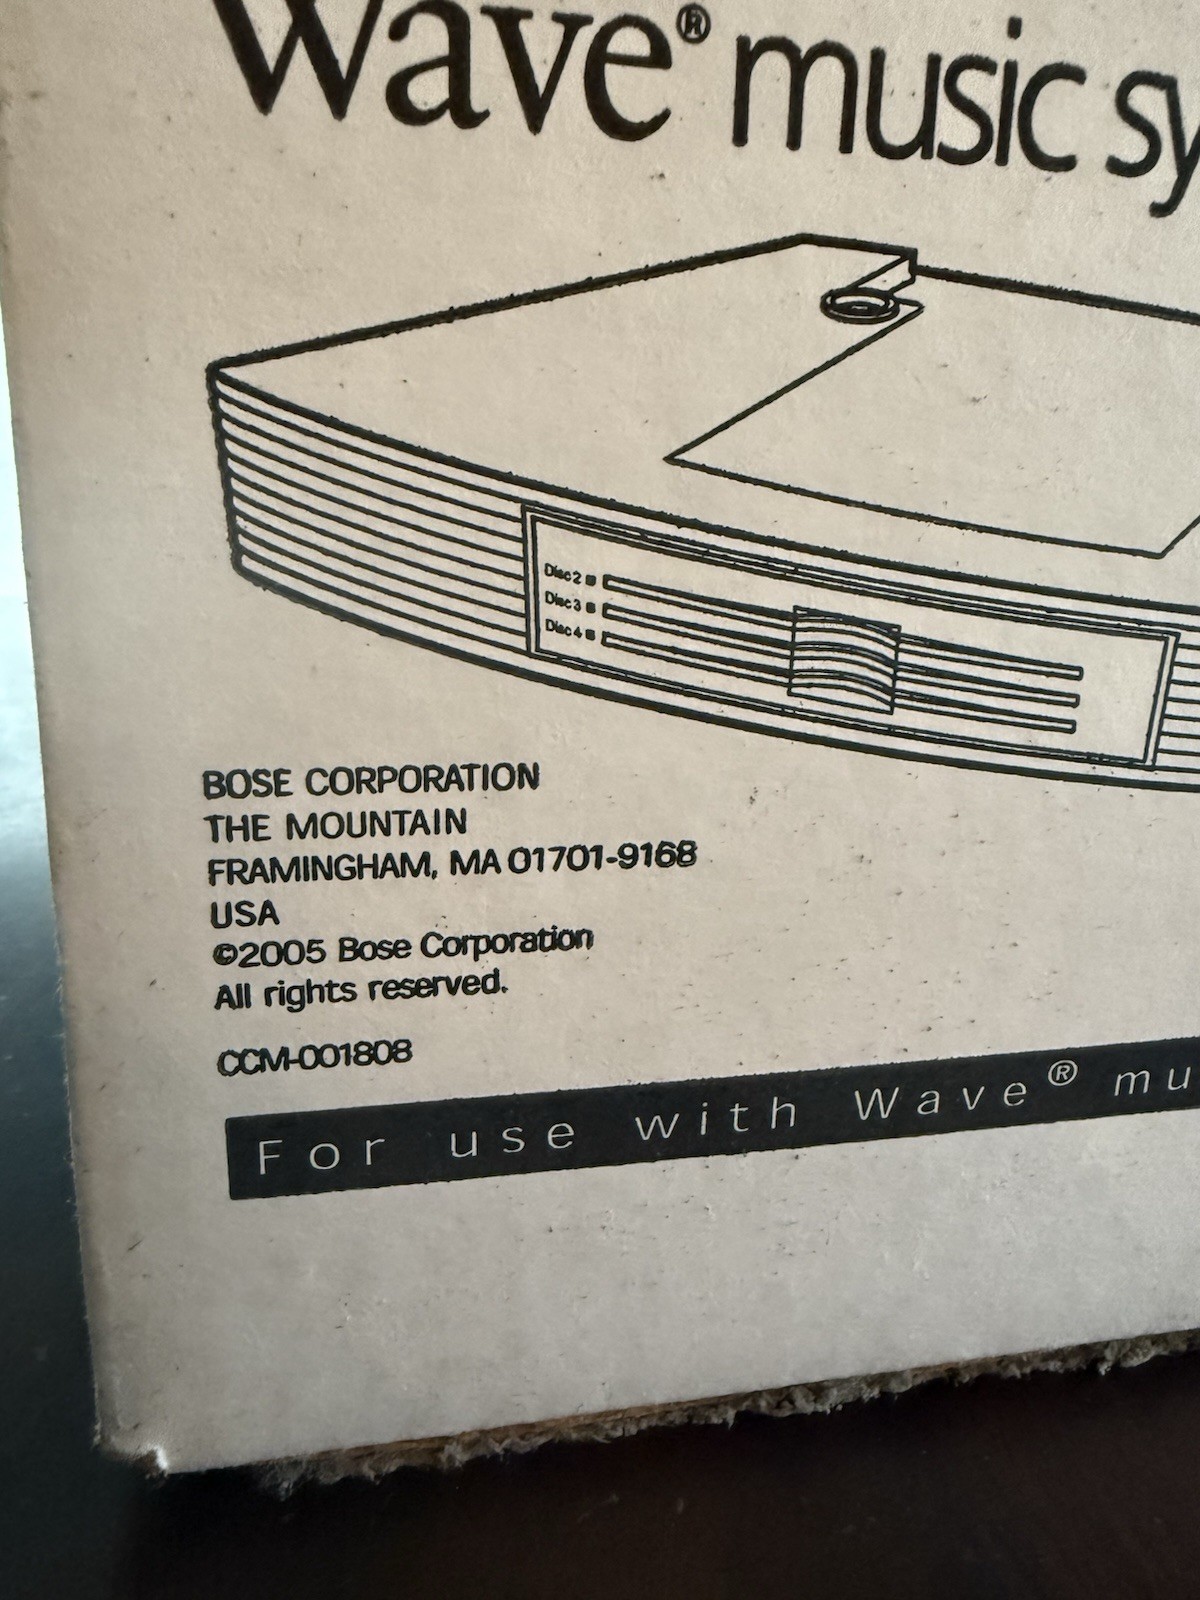 Wave® music sy
Disc 2
Disc 3
Disc 4
BOSE CORPORATION
THE MOUNTAIN
FRAMINGHAM, MA 01701-9168
USA
©2005 Bose Corporation
All rights reserved.
CCM-001808
For use with Wave® mu